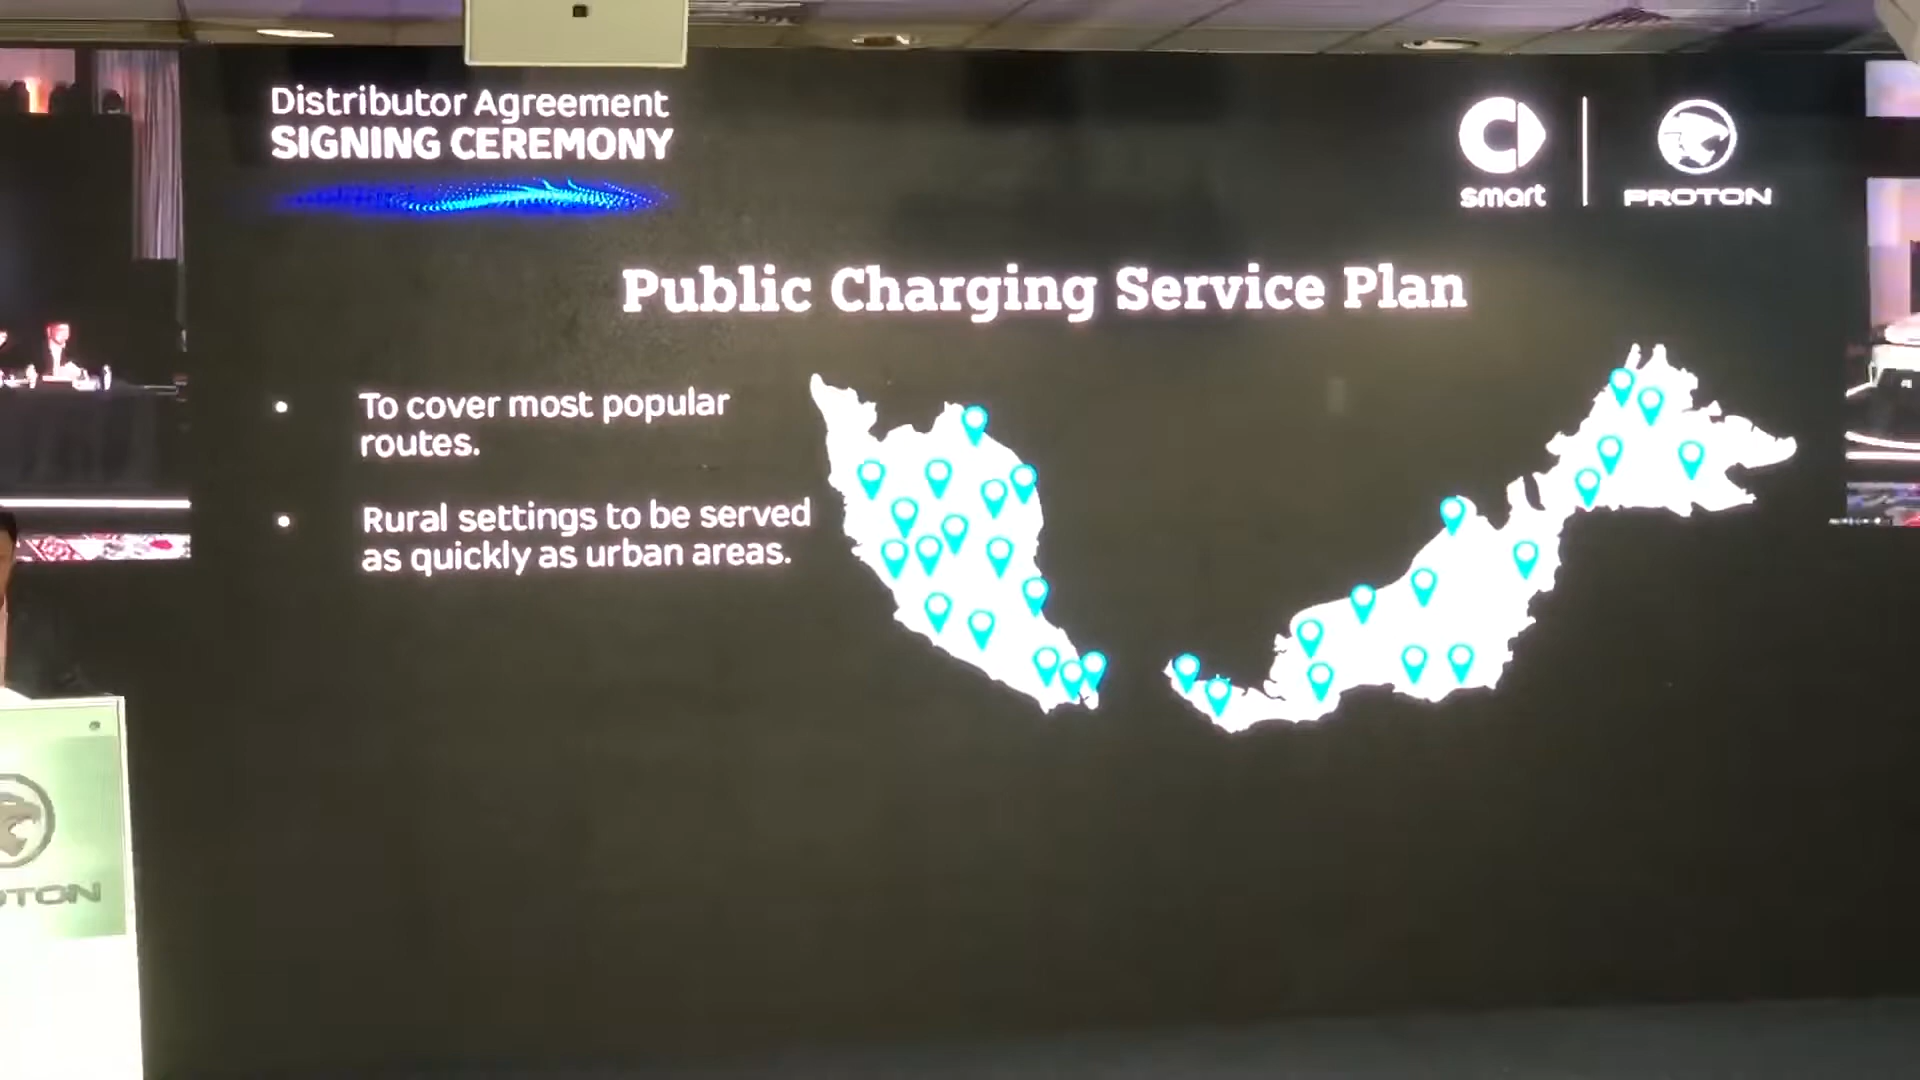 Distributor Agreement
SIGNING CEREMONY
smart
PROTON
Public Charging Service Plan
To cover most popular
routes.
Rural settings to be served
as quickly as urban areas.
OTON